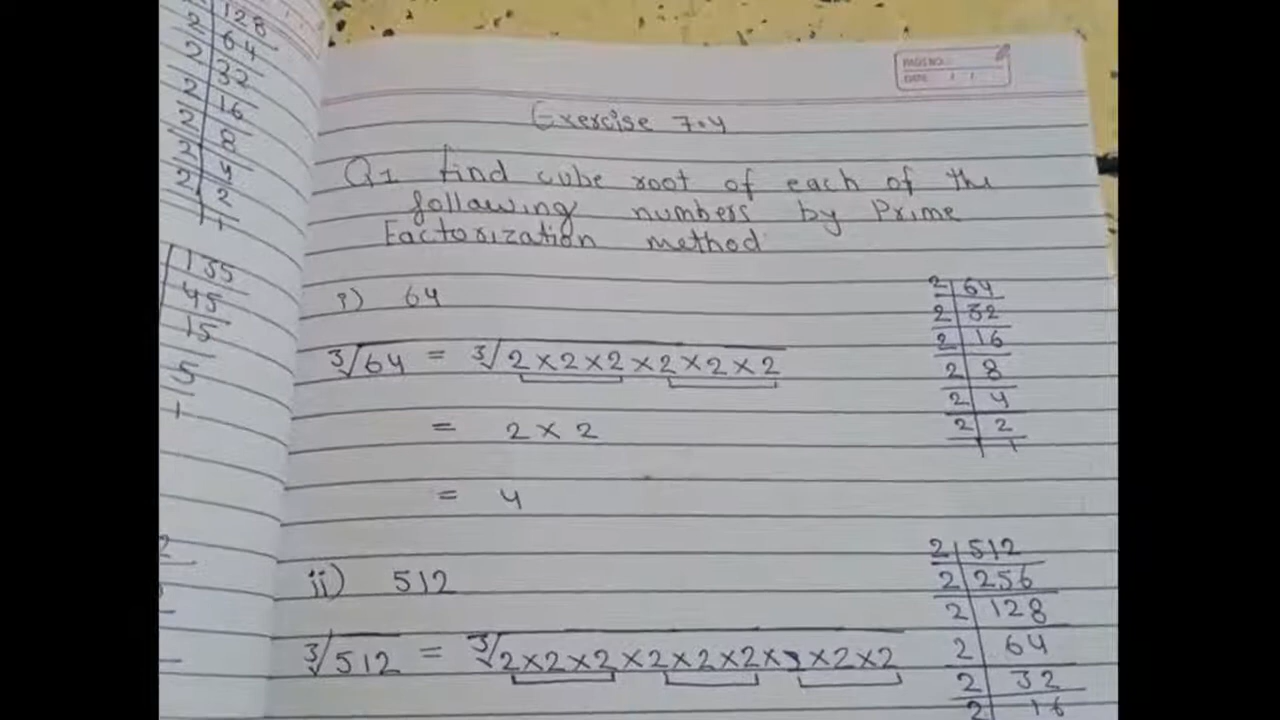 2 128
2 64
2 32
2 16
2 8
2 4
2 2
1
135
45
15
5
1
PAGE NO.:
DATE: / /
Exercise 7.4
Q1 find cube root of each of the
following numbers by Prime
Factorization method
i) 64
∛64 = ∛2×2×2×2×2×2
= 2×2
= 4
2 64
2 32
2 16
2 8
2 4
2 2
1
ii) 512
∛512 = ∛2×2×2×2×2×2×2×2×2
2 512
2 256
2 128
2 64
2 32
2 16